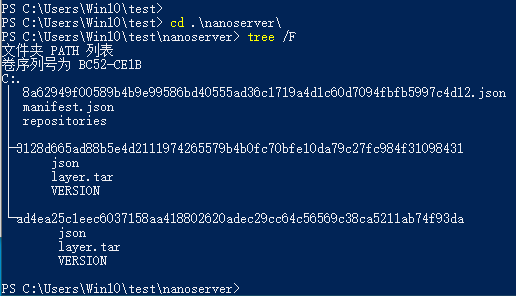 PS C:\Users\Win10\test>
PS C:\Users\Win10\test> cd .\nanoserver\
PS C:\Users\Win10\test\nanoserver> tree /F
文件夹 PATH 列表
卷序列号为 BC52-CE1B
C:.
8a62949f00589b4b9e99586bd40555ad36c1719a4d1c60d7094fbfb5997c4d12.json
manifest.json
repositories
3128d665ad88b5e4d2111974265579b4b0fc70bfe10da79c27fc984f31098431
json
layer.tar
VERSION
ad4ea25c1eec6037158aa418802620adec29cc64c56569c38ca5211ab74f93da
json
layer.tar
VERSION
PS C:\Users\Win10\test\nanoserver>